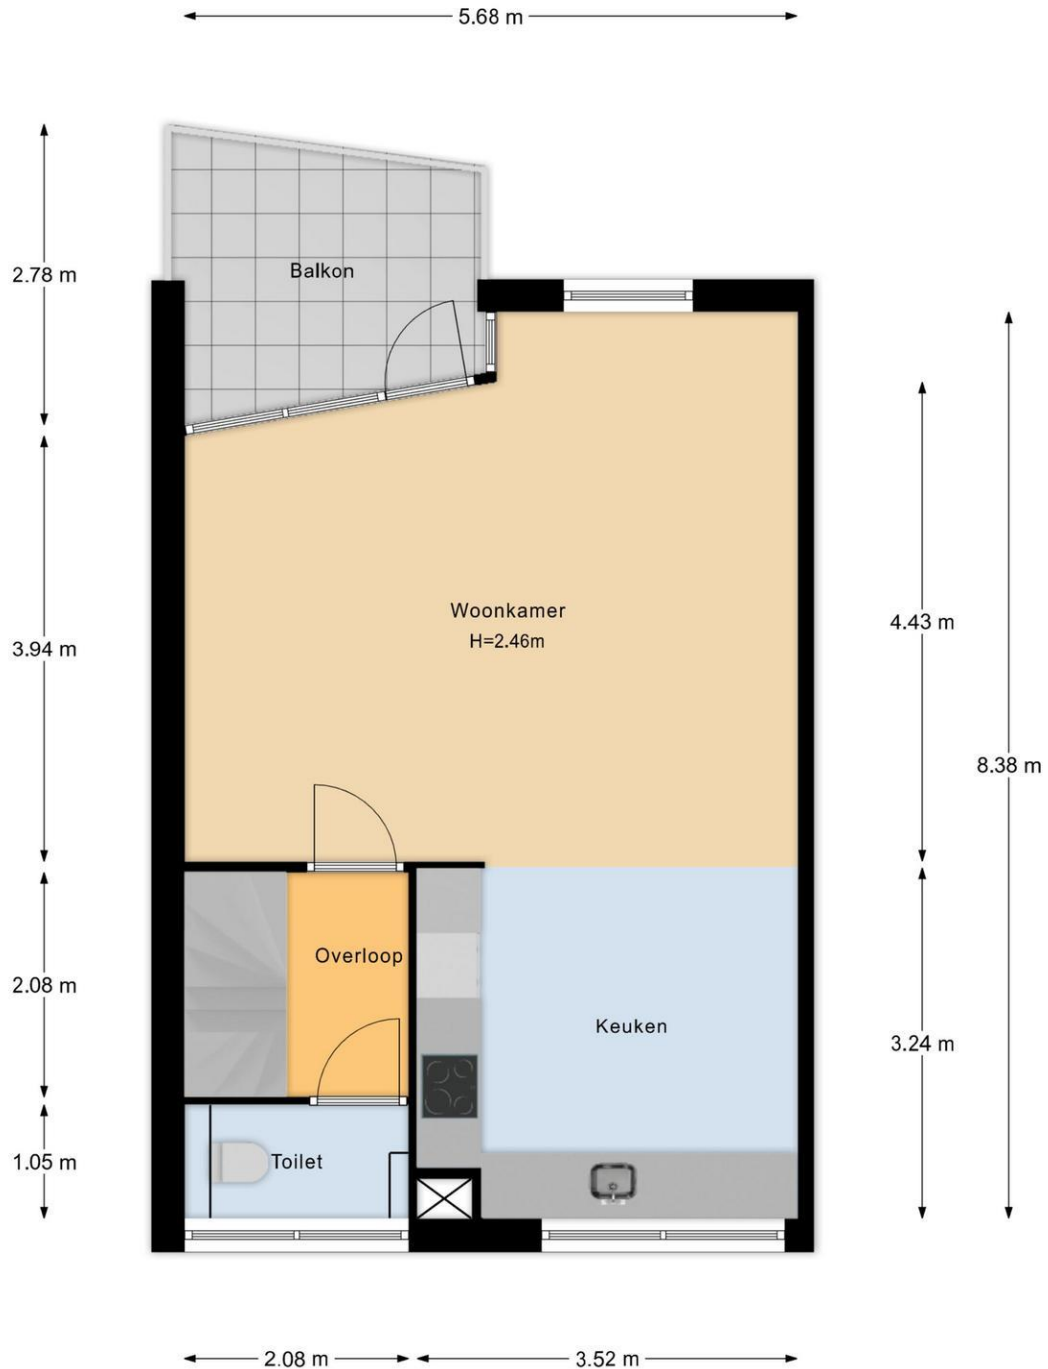 5.68 m
2.78 m
Balkon
Woonkamer
H=2.46m
4.43 m
3.94 m
8.38 m
Overloop
2.08 m
Keuken
3.24 m
Toilet
1.05 m
2.08 m
3.52 m